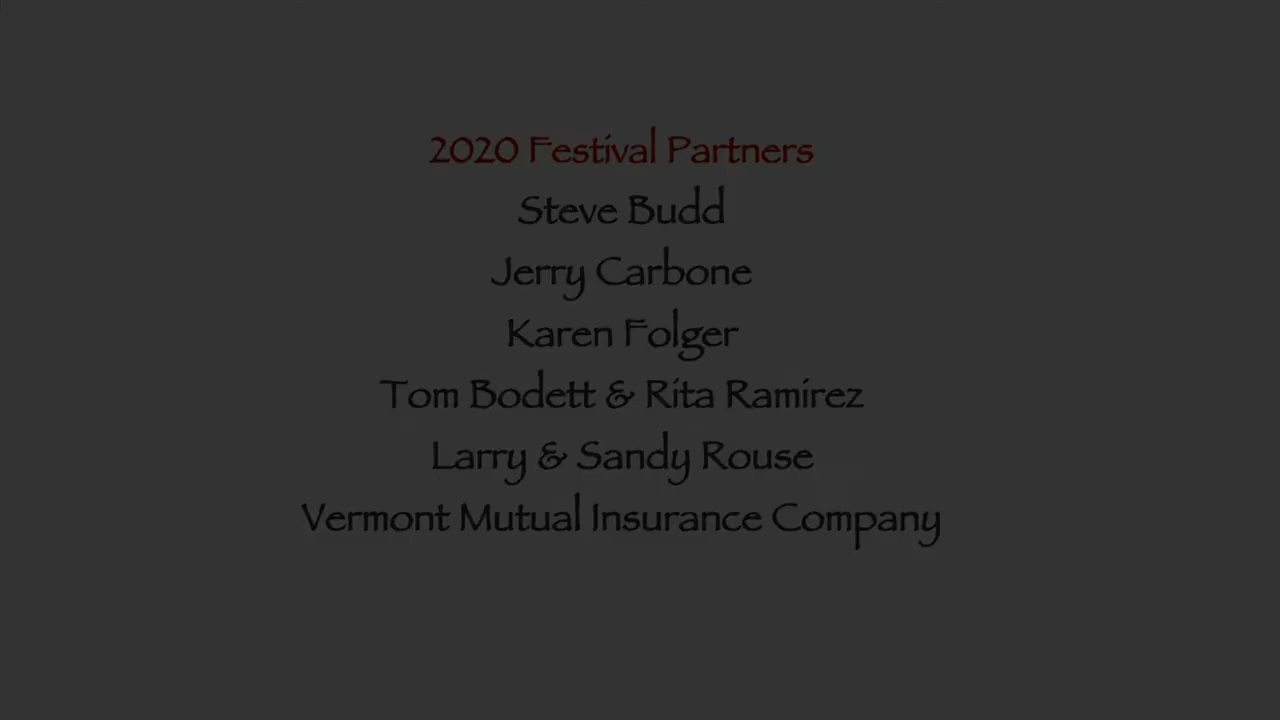 2020 Festival Partners
Steve Budd
Jerry Carbone
Karen Folger
Tom Bodett & Rita Ramirez
Larry & Sandy Rouse
Vermont Mutual Insurance Company